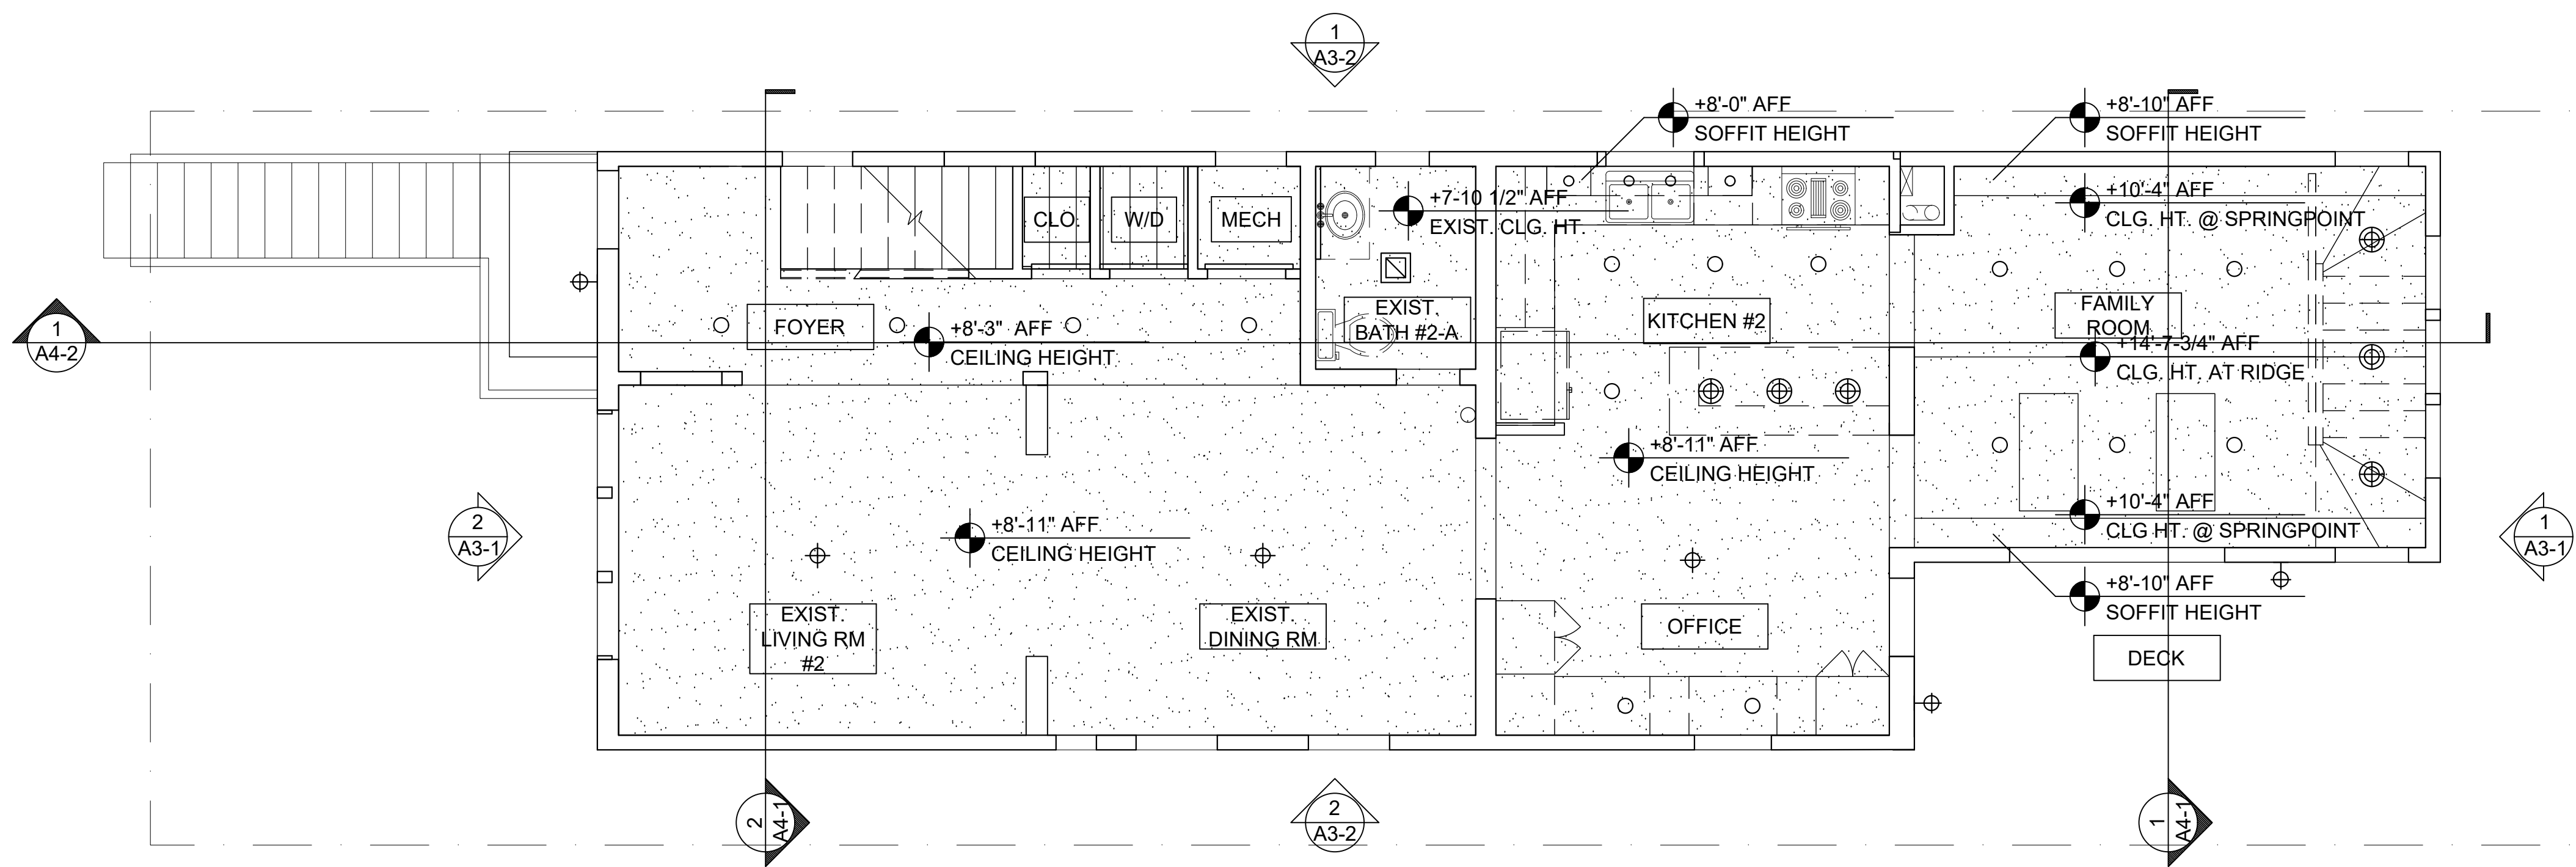 1
A3-2
+8'-0" AFF
SOFFIT HEIGHT
+8'-10" AFF
SOFFIT HEIGHT
+7-10 1/2" AFF
EXIST. CLG. HT.
+10'-4" AFF
CLG. HT. @ SPRINGPOINT
CLO.
W/D
MECH
FOYER
+8'-3" AFF
CEILING HEIGHT
EXIST.
BATH #2-A
KITCHEN #2
FAMILY
ROOM
+14'-7-3/4" AFF
CLG. HT. AT RIDGE
1
A4-2
+8'-11" AFF
CEILING HEIGHT
+10'-4" AFF
CLG HT. @ SPRINGPOINT
2
A3-1
+8'-11" AFF
CEILING HEIGHT
1
A3-1
+8'-10" AFF
SOFFIT HEIGHT
EXIST.
LIVING RM
#2
EXIST.
DINING RM
OFFICE
DECK
2
A4-1
2
A3-2
1
A4-1